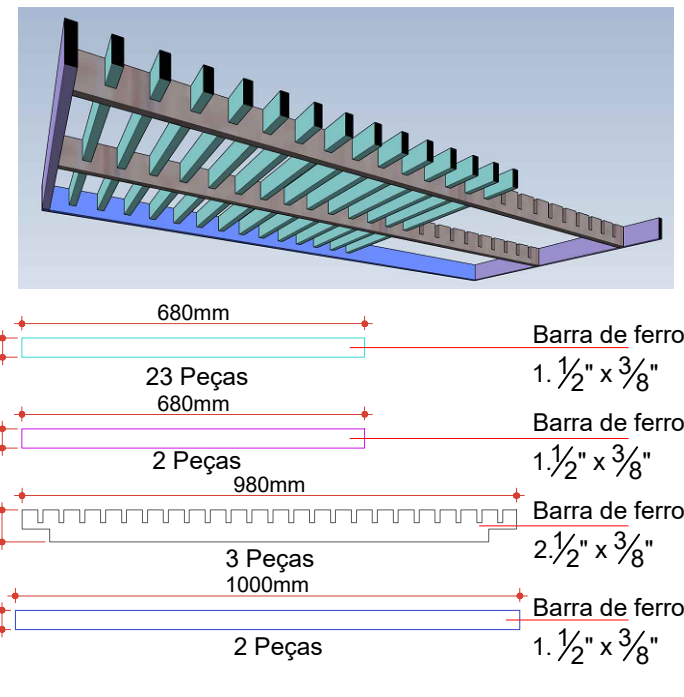 680mm
Barra de ferro
1. 1/2" x 3/8"
23 Peças
680mm
Barra de ferro
1.1/2" x 3/8"
2 Peças
980mm
Barra de ferro
2.1/2" x 3/8"
3 Peças
1000mm
Barra de ferro
1. 1/2" x 3/8"
2 Peças